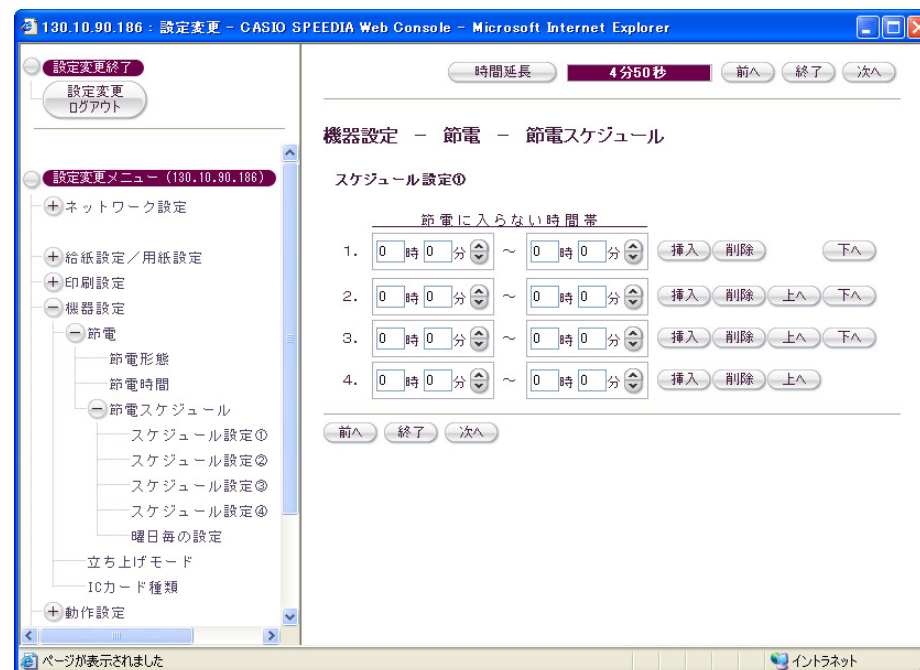 130.10.90.186 : 設定変更 - CASIO SPEEDIA Web Console - Microsoft Internet Explorer
設定変更終了
設定変更
ログアウト
設定変更メニュー (130.10.90.186)
ネットワーク設定
給紙設定／用紙設定
印刷設定
機器設定
節電
節電形態
節電時間
節電スケジュール
スケジュール設定①
スケジュール設定②
スケジュール設定③
スケジュール設定④
曜日毎の設定
立ち上げモード
ICカード種類
動作設定
時間延長 4分50秒 前へ 終了 次へ
機器設定 － 節電 － 節電スケジュール
スケジュール設定①
節電に入らない時間帯
1. 0 時 0 分 ～ 0 時 0 分 挿入 削除 下へ
2. 0 時 0 分 ～ 0 時 0 分 挿入 削除 上へ 下へ
3. 0 時 0 分 ～ 0 時 0 分 挿入 削除 上へ 下へ
4. 0 時 0 分 ～ 0 時 0 分 挿入 削除 上へ
前へ 終了 次へ
ページが表示されました イントラネット